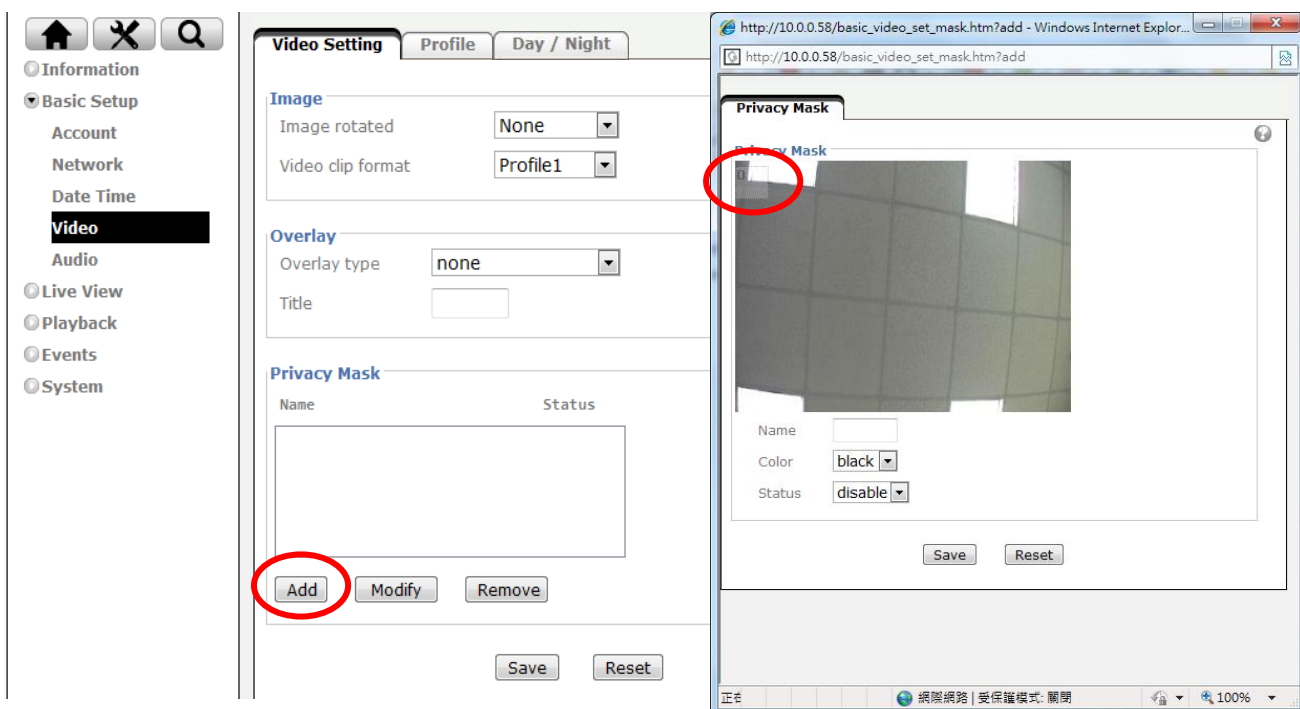 Information
Basic Setup
Account
Network
Date Time
Video
Audio
Live View
Playback
Events
System
Video Setting Profile Day / Night
Image
Image rotated None
Video clip format Profile1
Overlay
Overlay type none
Title
Privacy Mask
Name Status
Add Modify Remove
Save Reset
http://10.0.0.58/basic_video_set_mask.htm?add - Windows Internet Explor...
http://10.0.0.58/basic_video_set_mask.htm?add
Privacy Mask
Privacy Mask
0
Name
Color black
Status disable
Save Reset
正在 網際網路 | 受保護模式: 關閉 100%